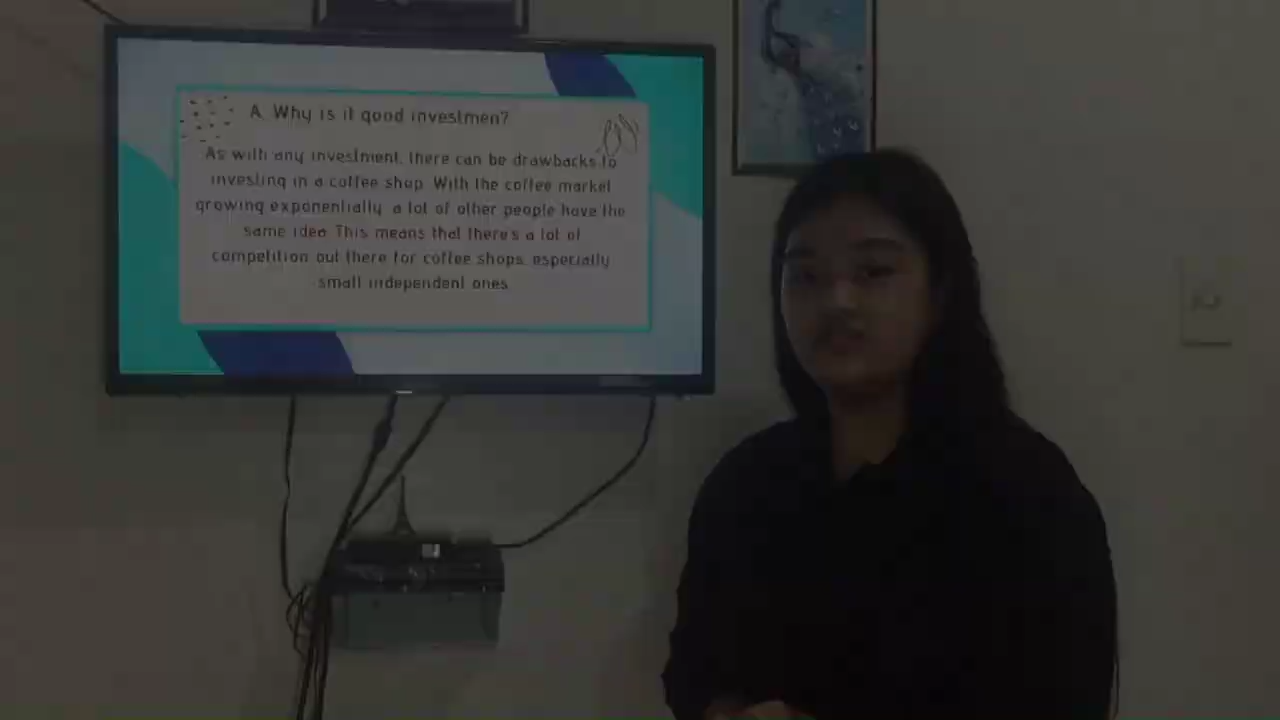 A. Why is it good investmen?
As with any investment, there can be drawbacks to
investing in a coffee shop. With the coffee market
growing exponentially, a lot of other people have the
same idea. This means that there's a lot of
competition out there for coffee shops, especially
small independent ones.